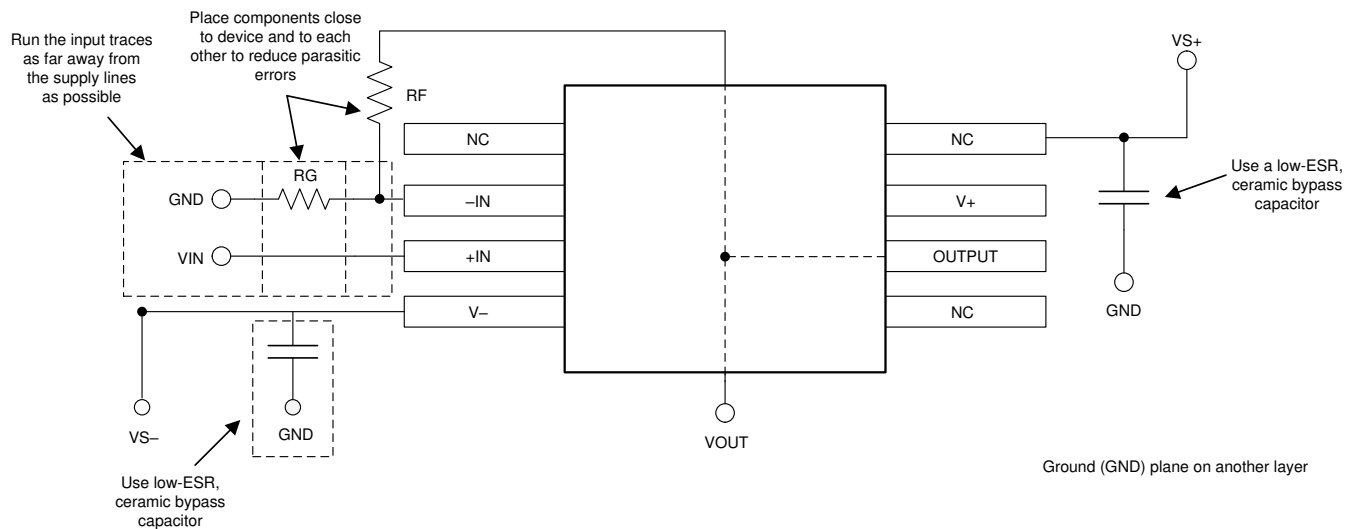 Run the input traces
as far away from
the supply lines
as possible
Place components close
to device and to each
other to reduce parasitic
errors
RF
VS+
NC
NC
Use a low-ESR,
ceramic bypass
capacitor
RG
GND
–IN
V+
VIN
+IN
OUTPUT
V–
NC
GND
VS–
GND
VOUT
Use low-ESR,
ceramic bypass
capacitor
Ground (GND) plane on another layer